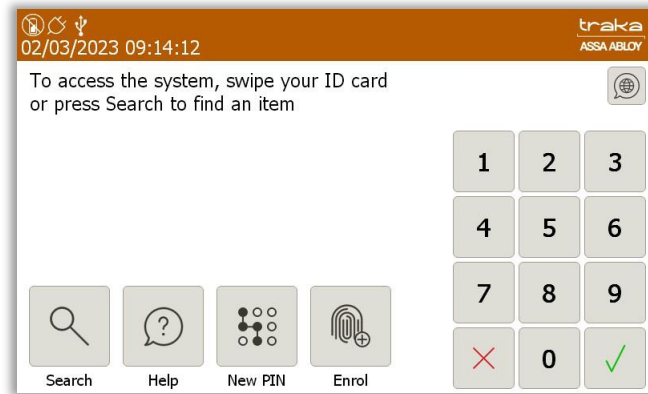 traka
02/03/2023 09:14:12
ASSA ABLOY
To access the system, swipe your ID card
or press Search to find an item
1 2 3
4 5 6
7 8 9
0
? 
Search Help New PIN Enrol